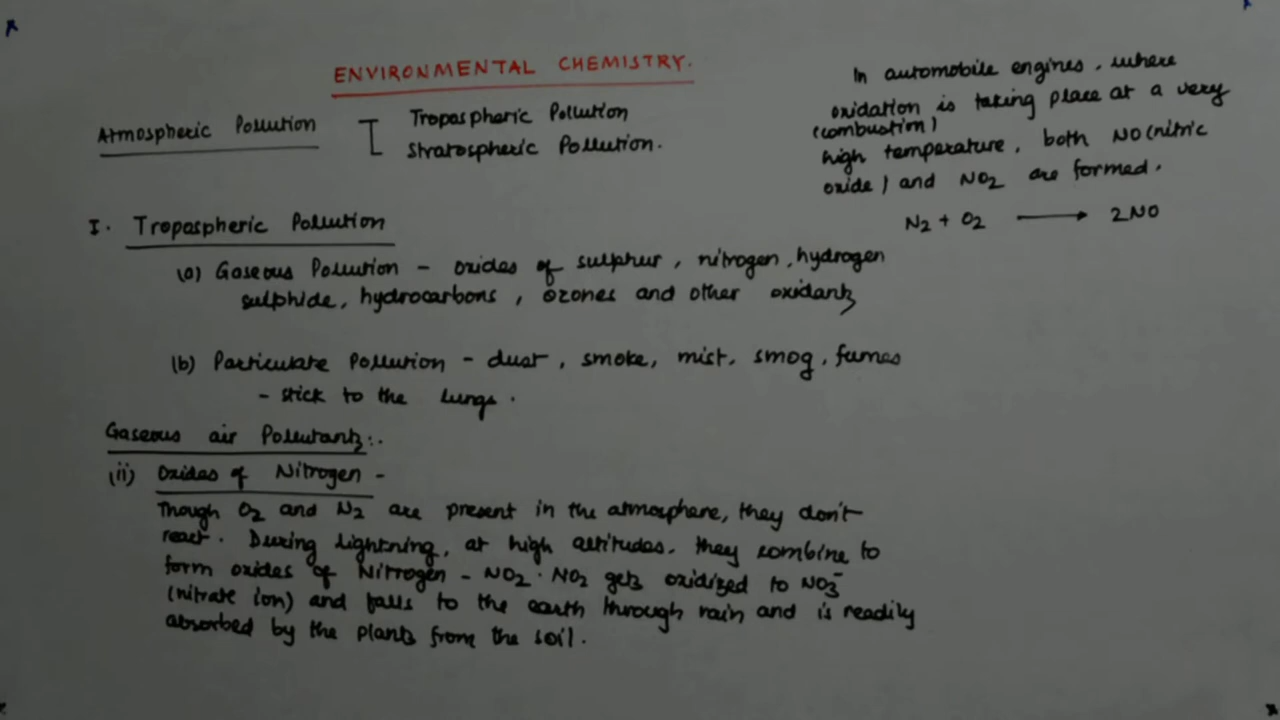 ENVIRONMENTAL CHEMISTRY.
Atmospheric Pollution
Tropospheric Pollution
Stratospheric Pollution.
I. Tropospheric Pollution
(a) Gaseous Pollution - oxides of sulphur, nitrogen, hydrogen
sulphide, hydrocarbons, ozones and other oxidants
(b) Particulate Pollution - dust, smoke, mist, smog, fumes
- stick to the lungs.
Gaseous air Pollutants:.
(ii) Oxides of Nitrogen -
Though O₂ and N₂ are present in the atmosphere, they don't
react. During lightning, at high altitudes, they combine to
form oxides of Nitrogen - NO₂. NO₂ gets oxidized to NO₃⁻
(nitrate ion) and falls to the earth through rain and is readily
absorbed by the plants from the soil.
In automobile engines, where
oxidation is taking place at a very
(combustion)
high temperature, both NO (nitric
oxide) and NO₂ are formed.
N₂ + O₂ → 2NO